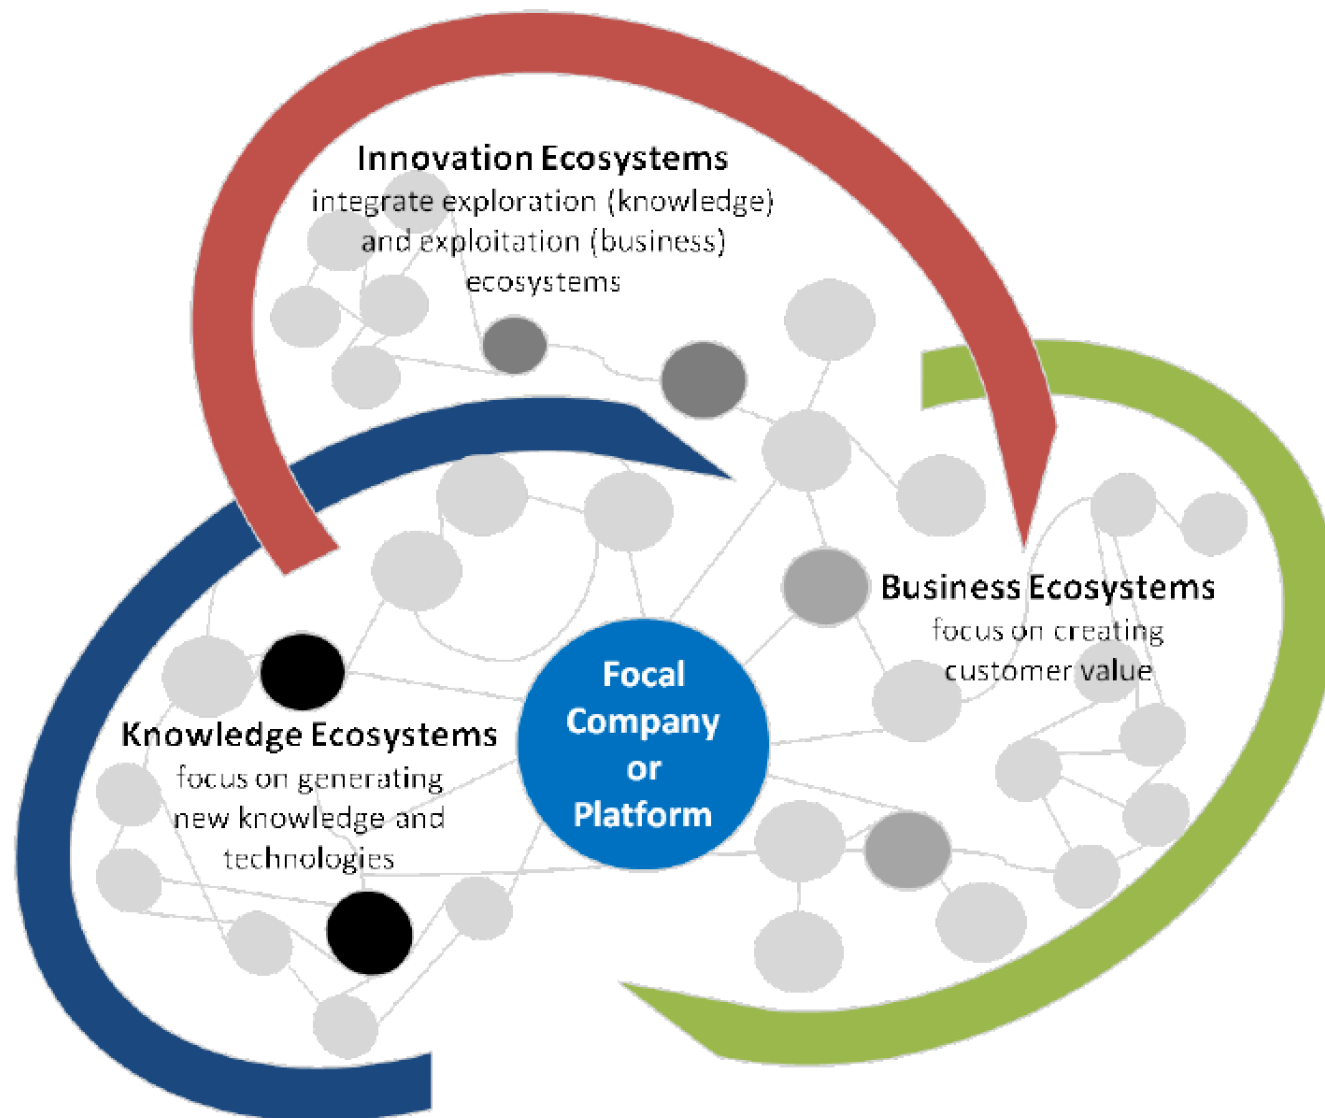 Innovation Ecosystems
integrate exploration (knowledge)
and exploitation (business)
ecosystems
Business Ecosystems
focus on creating
customer value
Focal
Company
or
Platform
Knowledge Ecosystems
focus on generating
new knowledge and
technologies